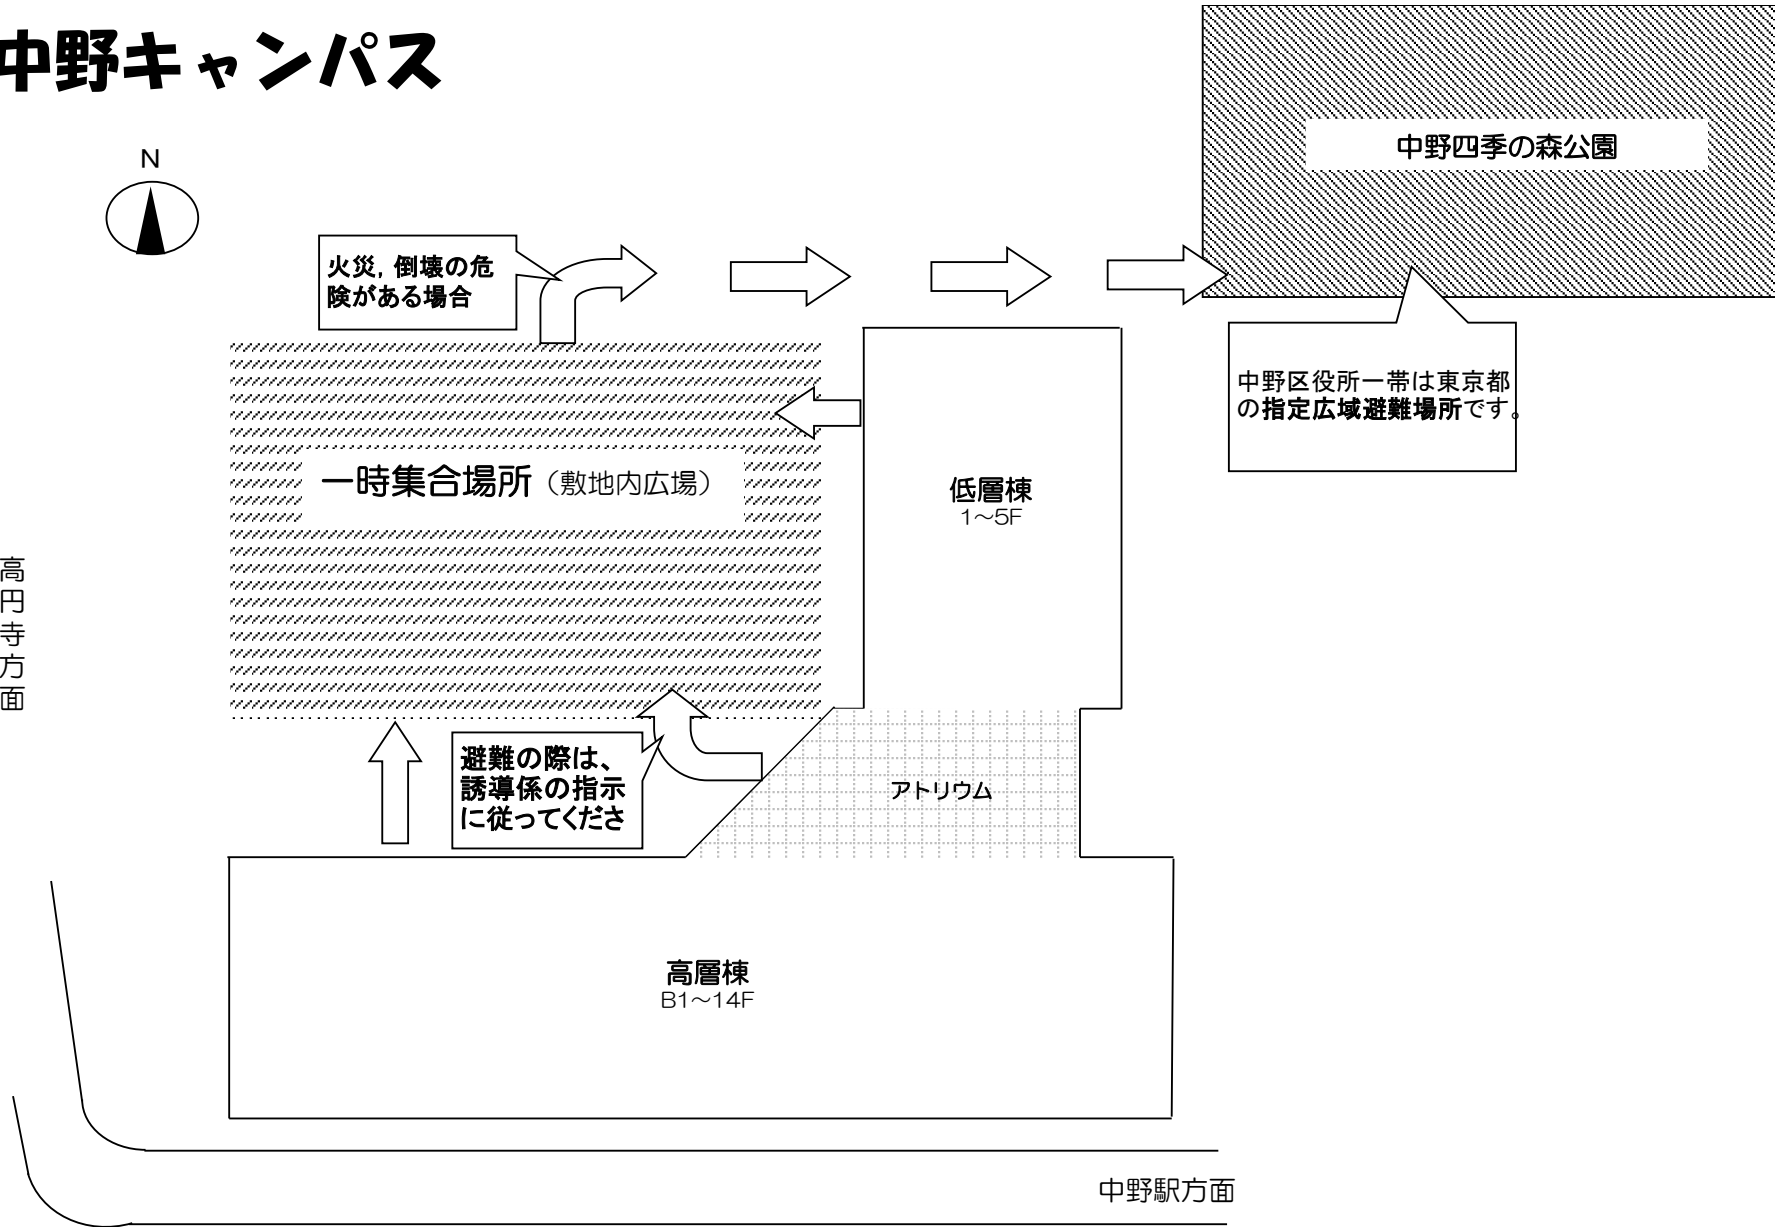 中野キャンパス
中野四季の森公園
N
火災，倒壊の危
険がある場合
中野区役所一帯は東京都
の指定広域避難場所です。
一時集合場所（敷地内広場）
低層棟
1～5F
高円寺方面
避難の際は、
誘導係の指示
に従ってくださ
アトリウム
高層棟
B1～14F
中野駅方面